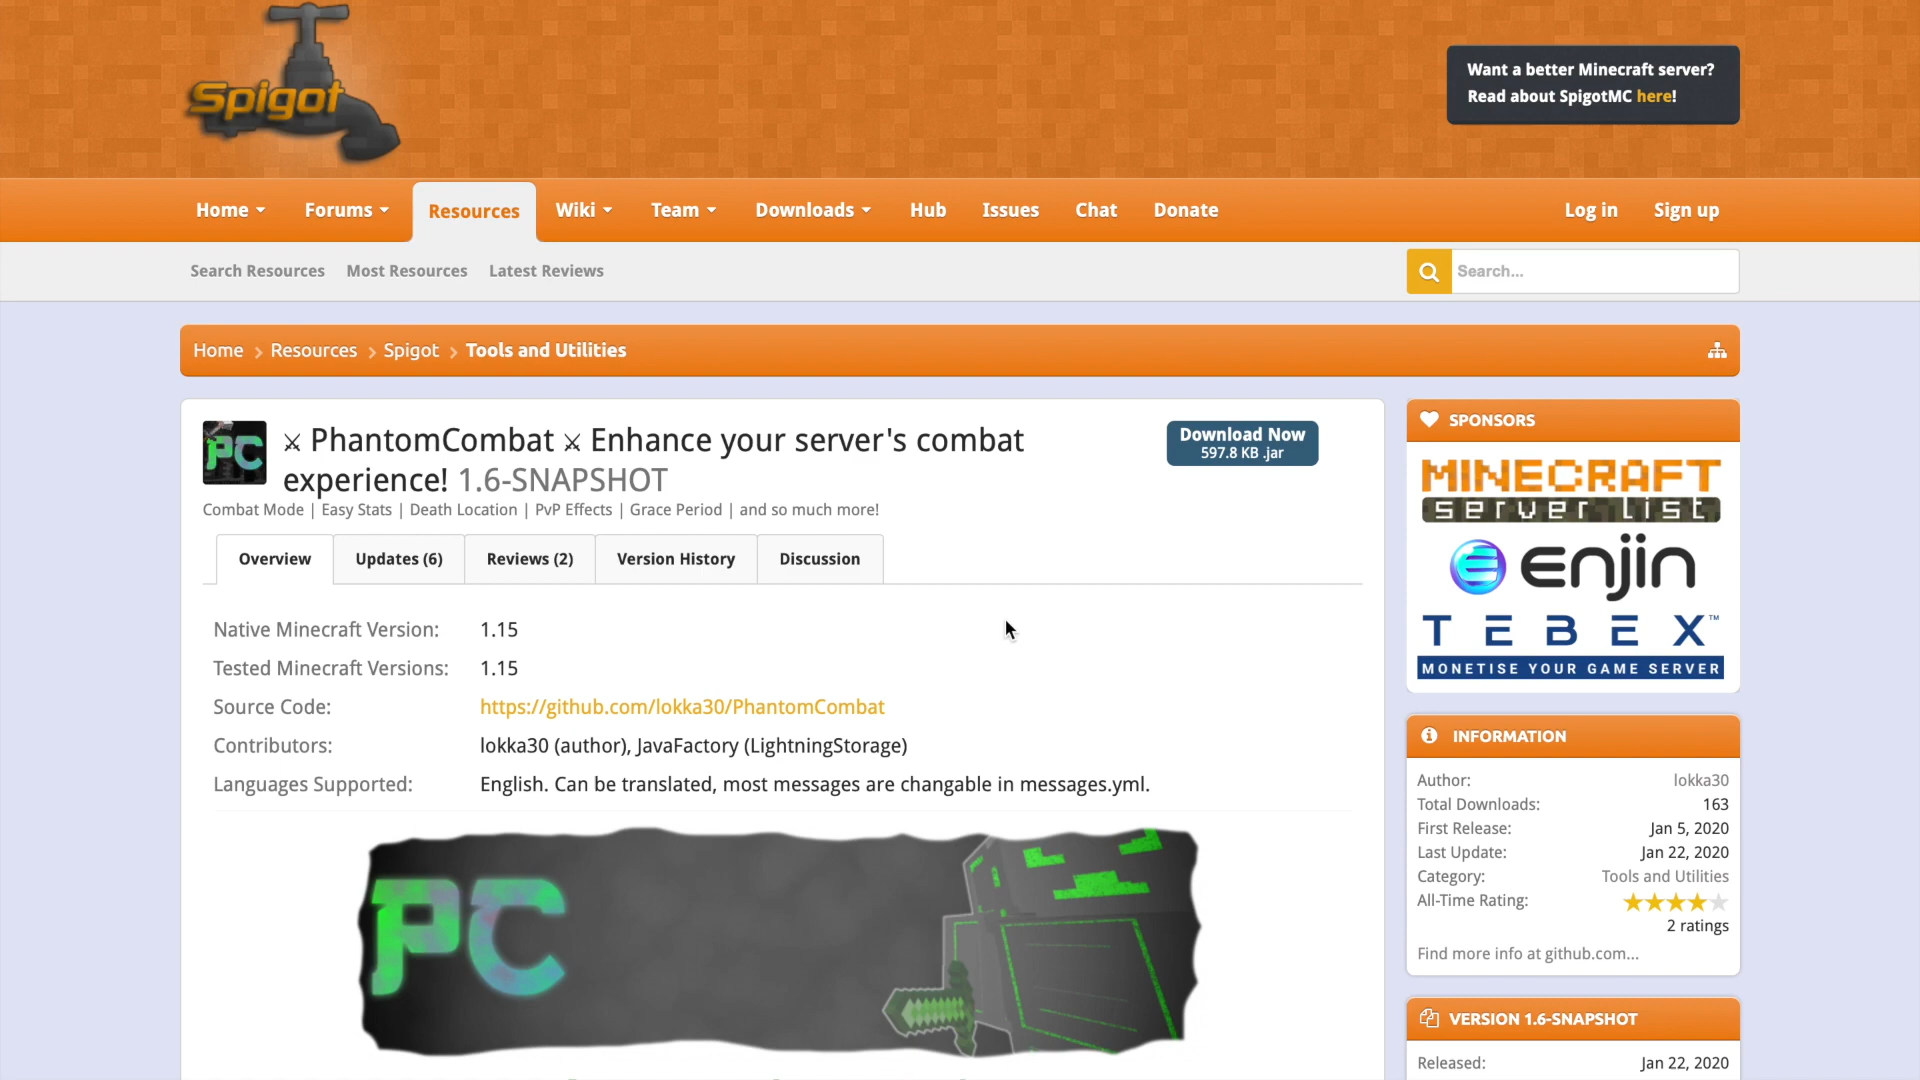 Spigot
Want a better Minecraft server?
Read about SpigotMC here!
Home Forums Resources Wiki Team Downloads Hub Issues Chat Donate Log in Sign up
Search Resources Most Resources Latest Reviews
Search...
Home Resources Spigot Tools and Utilities
PC
⚔ PhantomCombat ⚔ Enhance your server's combat
experience! 1.6-SNAPSHOT
Combat Mode | Easy Stats | Death Location | PvP Effects | Grace Period | and so much more!
Download Now
597.8 KB .jar
Overview Updates (6) Reviews (2) Version History Discussion
Native Minecraft Version: 1.15
Tested Minecraft Versions: 1.15
Source Code: https://github.com/lokka30/PhantomCombat
Contributors: lokka30 (author), JavaFactory (LightningStorage)
Languages Supported: English. Can be translated, most messages are changable in messages.yml.
PC
SPONSORS
MINECRAFT
server list
enjin
TEBEX™
MONETISE YOUR GAME SERVER
INFORMATION
Author: lokka30
Total Downloads: 163
First Release: Jan 5, 2020
Last Update: Jan 22, 2020
Category: Tools and Utilities
All-Time Rating:
2 ratings
Find more info at github.com...
VERSION 1.6-SNAPSHOT
Released: Jan 22, 2020